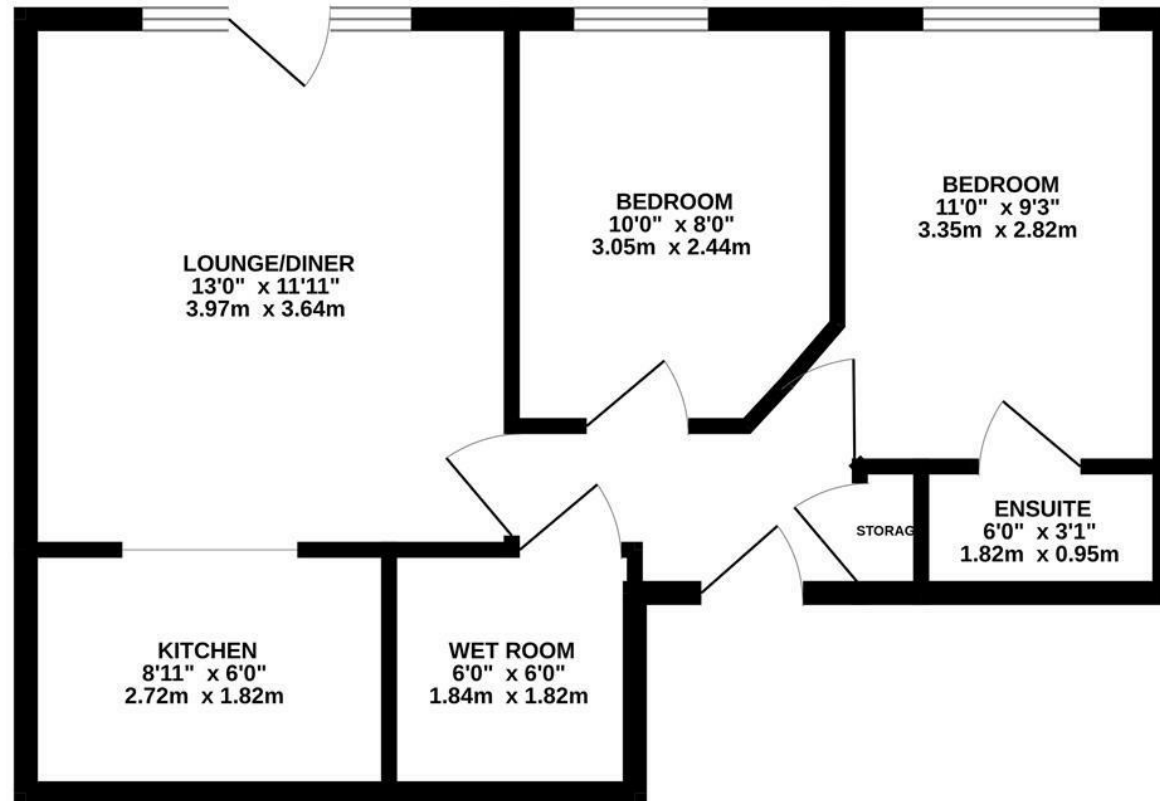 LOUNGE/DINER
13'0" x 11'11"
3.97m x 3.64m
BEDROOM
10'0" x 8'0"
3.05m x 2.44m
BEDROOM
11'0" x 9'3"
3.35m x 2.82m
KITCHEN
8'11" x 6'0"
2.72m x 1.82m
WET ROOM
6'0" x 6'0"
1.84m x 1.82m
STORAG
ENSUITE
6'0" x 3'1"
1.82m x 0.95m